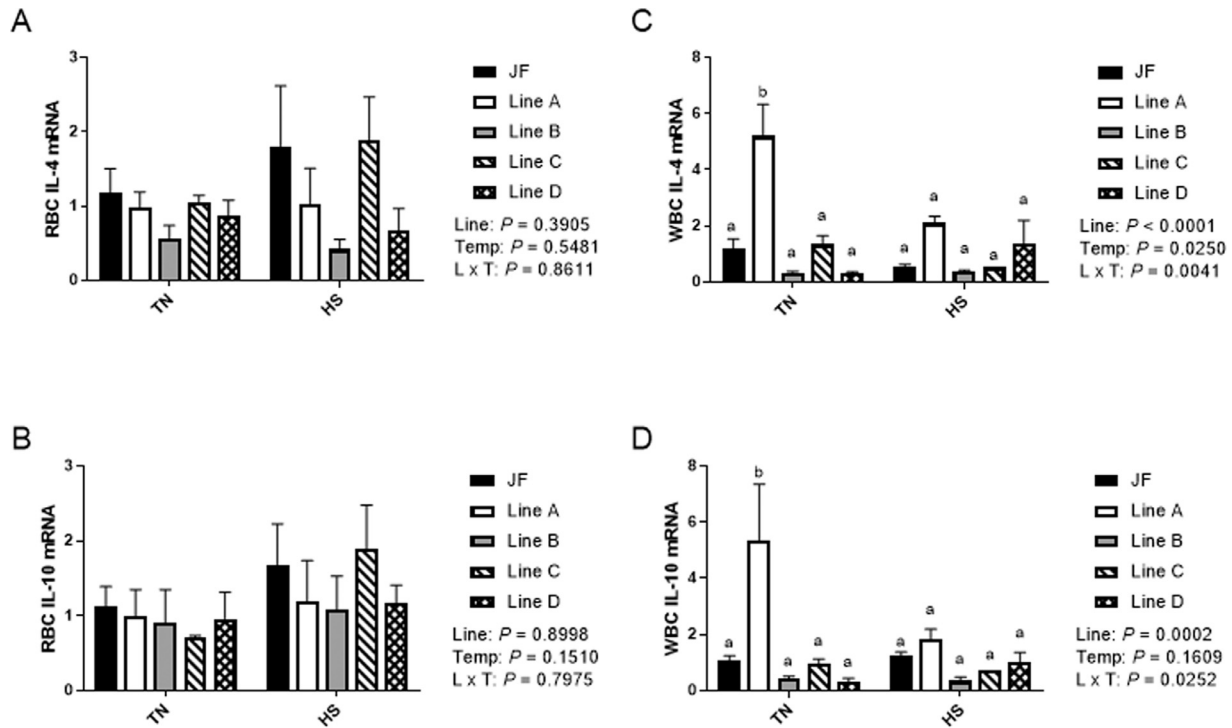 A
RBC IL-4 mRNA
3
2
1
0
TN
HS
JF
Line A
Line B
Line C
Line D
Line: P = 0.3905
Temp: P = 0.5481
L x T: P = 0.8611
C
WBC IL-4 mRNA
8
6
4
2
0
a
b
a
a
a
a
a
a
a
a
TN
HS
JF
Line A
Line B
Line C
Line D
Line: P < 0.0001
Temp: P = 0.0250
L x T: P = 0.0041
B
RBC IL-10 mRNA
3
2
1
0
TN
HS
JF
Line A
Line B
Line C
Line D
Line: P = 0.8998
Temp: P = 0.1510
L x T: P = 0.7975
D
WBC IL-10 mRNA
8
6
4
2
0
a
b
a
a
a
a
a
a
a
a
TN
HS
JF
Line A
Line B
Line C
Line D
Line: P = 0.0002
Temp: P = 0.1609
L x T: P = 0.0252